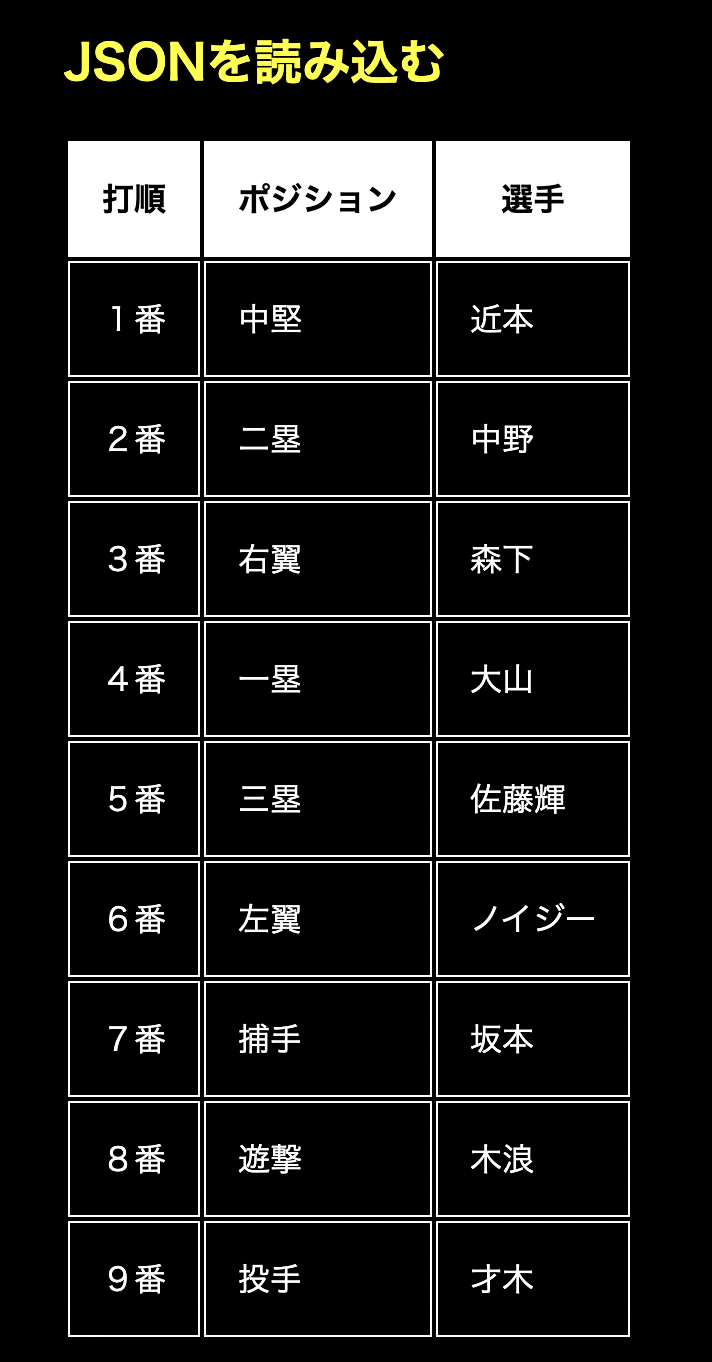 JSONを読み込む
打順 ポジション 選手
１番 中堅 近本
２番 二塁 中野
３番 右翼 森下
４番 一塁 大山
５番 三塁 佐藤輝
６番 左翼 ノイジー
７番 捕手 坂本
８番 遊撃 木浪
９番 投手 才木